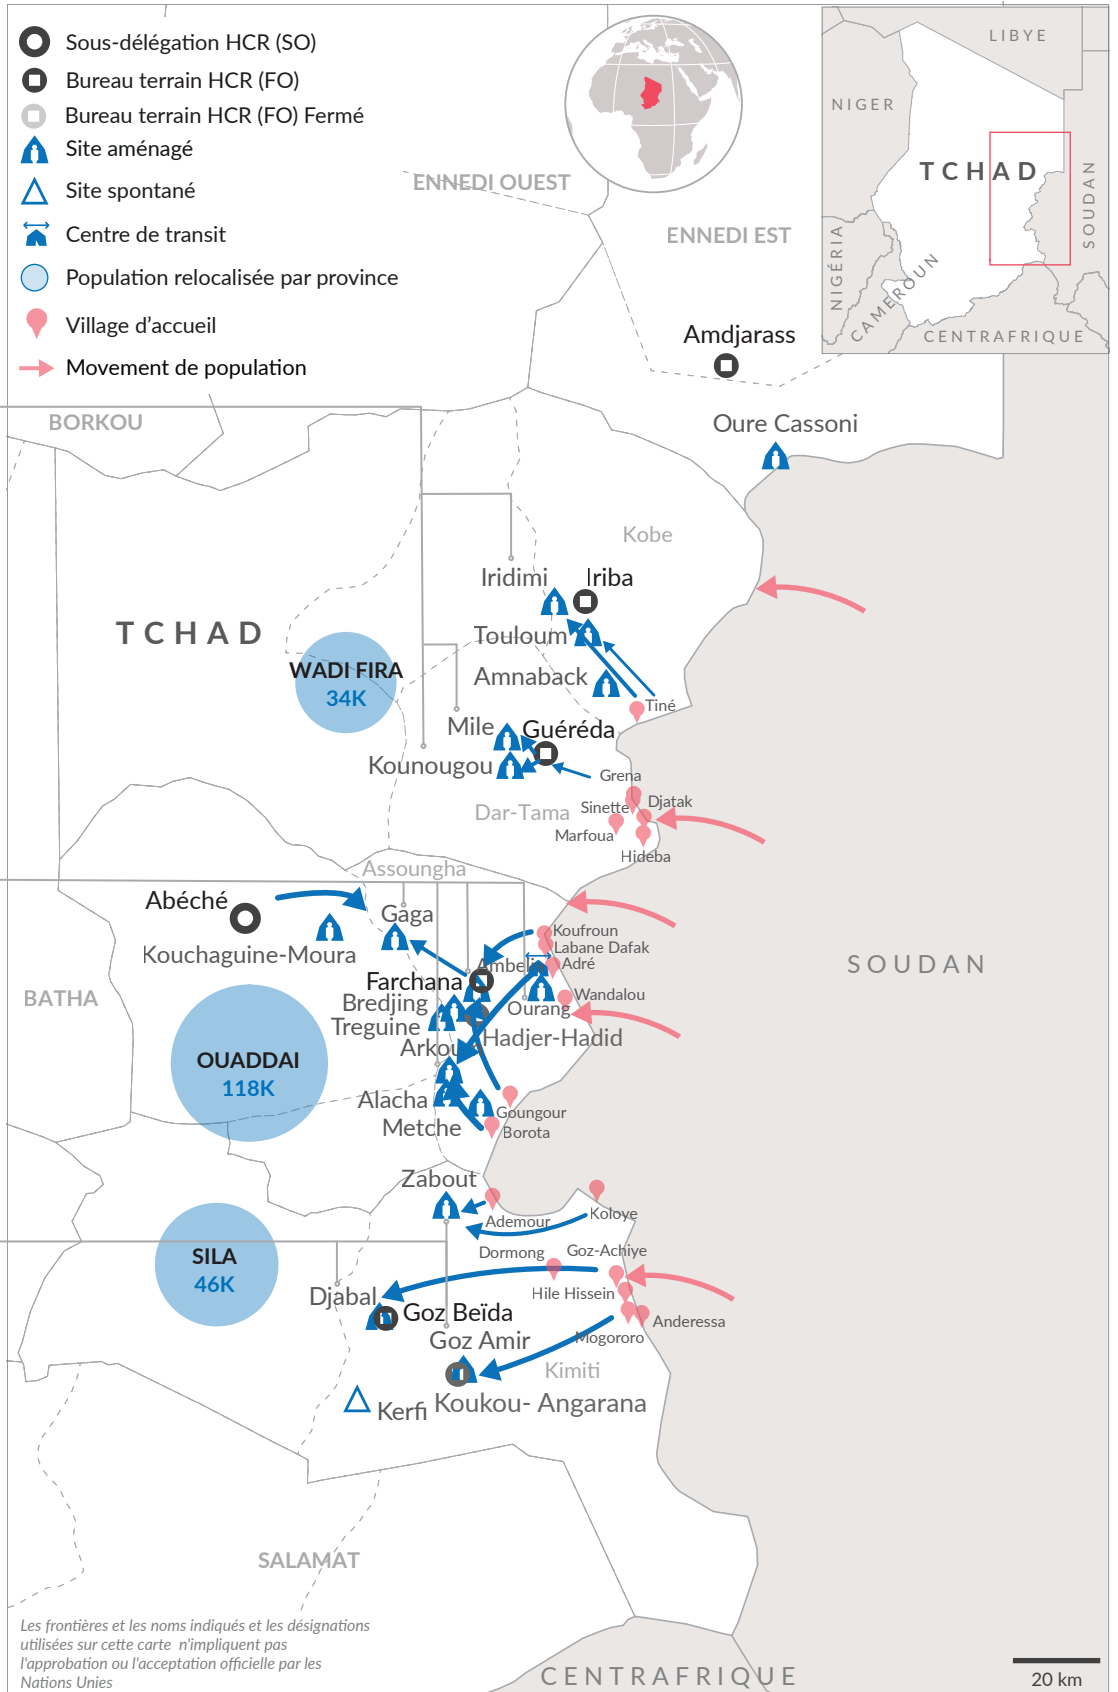 Sous-délégation HCR (SO)
Bureau terrain HCR (FO)
Bureau terrain HCR (FO) Fermé
Site aménagé
Site spontané
Centre de transit
Population relocalisée par province
Village d'accueil
Movement de population
LIBYE
NIGER
TCHAD
SOUDAN
NIGÉRIA
CAMEROUN
CENTRAFRIQUE
ENNEDI OUEST
ENNEDI EST
Amdjarass
BORKOU
Oure Cassoni
Kobe
Iridimi
Iriba
TCHAD
Touloum
WADI FIRA
34K
Amnaback
Tiné
Mile
Guéréda
Kounougou
Grena
Sinette
Djatak
Dar-Tama
Marfoua
Hideba
Assoungha
Abéché
Gaga
Koufroun
Labane Dafak
Kouchaguine-Moura
Ambelia
Adré
SOUDAN
Farchana
BATHA
Bredjing
Wandalou
Ourang
Treguine
Hadjer-Hadid
Arkoum
OUADDAI
118K
Alacha
Goungour
Metche
Borota
Zabout
Ademour
Koloye
Dormong
Goz-Achiye
SILA
46K
Djabal
Hile Hissein
Goz Beïda
Anderessa
Goz Amir
Mogororo
Kimiti
Kerfi
Koukou- Angarana
SALAMAT
Les frontières et les noms indiqués et les désignations
utilisées sur cette carte n'impliquent pas
l'approbation ou l'acceptation officielle par les
Nations Unies
CENTRAFRIQUE
20 km